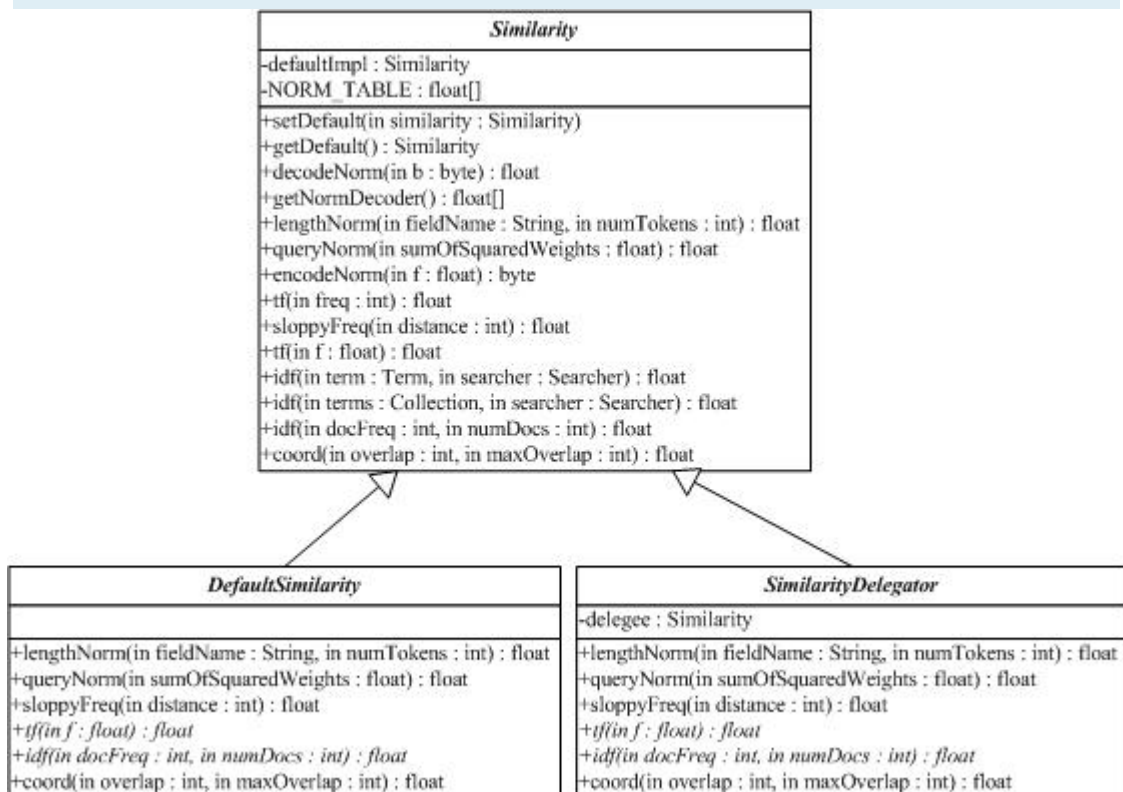 Similarity
-defaultImpl : Similarity
-NORM_TABLE : float[]
+setDefault(in similarity : Similarity)
+getDefault() : Similarity
+decodeNorm(in b : byte) : float
+getNormDecoder() : float[]
+lengthNorm(in fieldName : String, in numTokens : int) : float
+queryNorm(in sumOfSquaredWeights : float) : float
+encodeNorm(in f : float) : byte
+tf(in freq : int) : float
+sloppyFreq(in distance : int) : float
+tf(in f : float) : float
+idf(in term : Term, in searcher : Searcher) : float
+idf(in terms : Collection, in searcher : Searcher) : float
+idf(in docFreq : int, in numDocs : int) : float
+coord(in overlap : int, in maxOverlap : int) : float
DefaultSimilarity
+lengthNorm(in fieldName : String, in numTokens : int) : float
+queryNorm(in sumOfSquaredWeights : float) : float
+sloppyFreq(in distance : int) : float
+tf(in f : float) : float
+idf(in docFreq : int, in numDocs : int) : float
+coord(in overlap : int, in maxOverlap : int) : float
SimilarityDelegator
-delegee : Similarity
+lengthNorm(in fieldName : String, in numTokens : int) : float
+queryNorm(in sumOfSquaredWeights : float) : float
+sloppyFreq(in distance : int) : float
+tf(in f : float) : float
+idf(in docFreq : int, in numDocs : int) : float
+coord(in overlap : int, in maxOverlap : int) : float